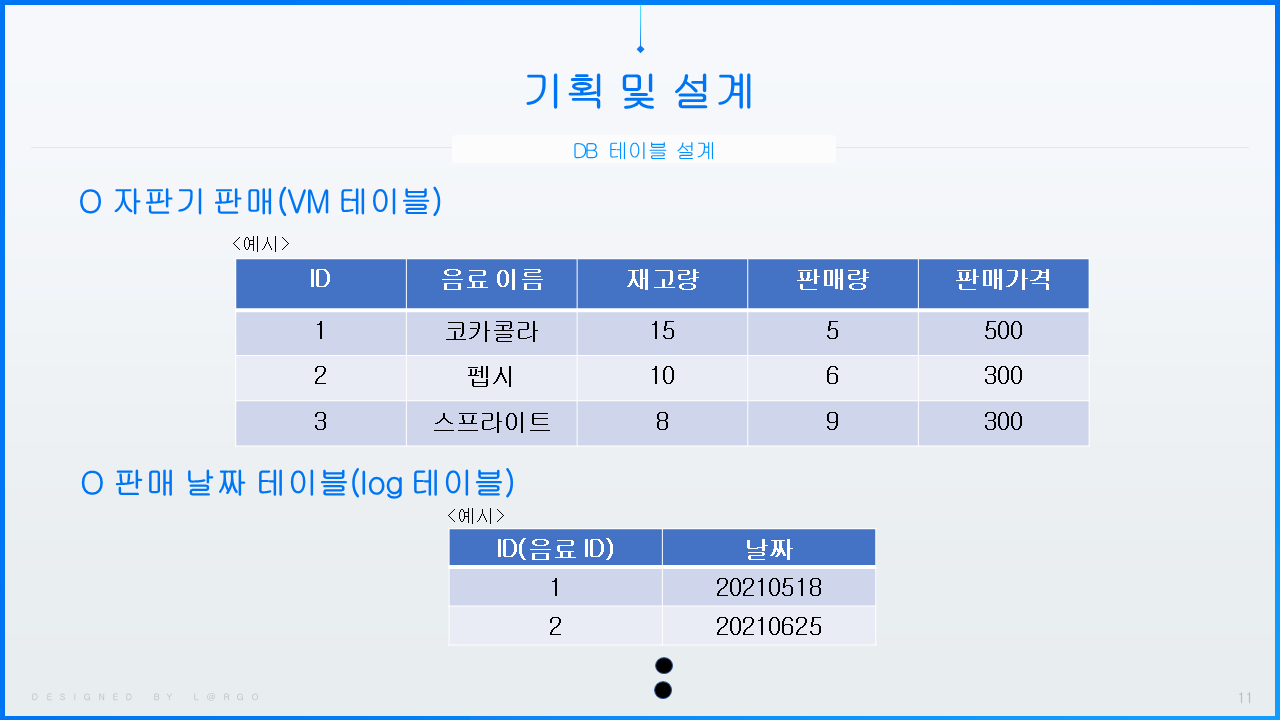 기획 및 설계
DB 테이블 설계
O 자판기 판매(VM 테이블)
<예시>
ID 음료 이름 재고량 판매량 판매가격
1 코카콜라 15 5 500
2 펩시 10 6 300
3 스프라이트 8 9 300
O 판매 날짜 테이블(log 테이블)
<예시>
ID(음료 ID) 날짜
1 20210518
2 20210625
DESIGNED BY L@RGO
11